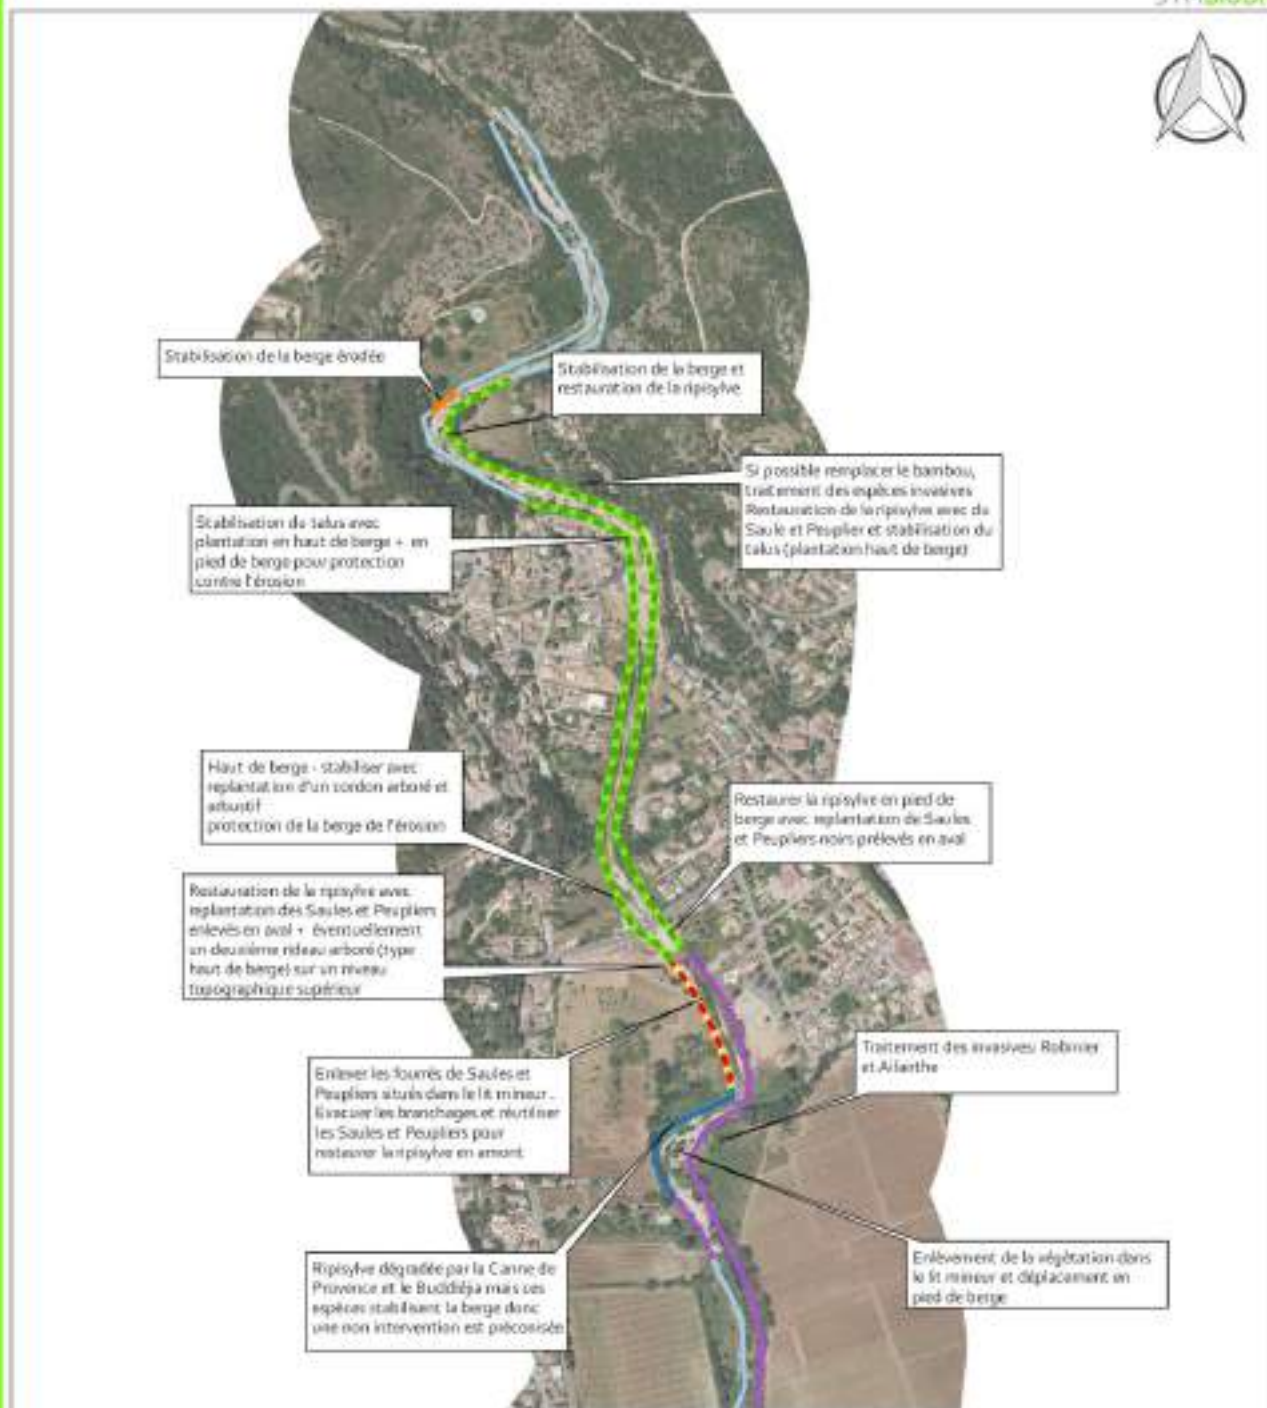 Stabilisation de la berge érodée
Stabilisation de la berge et
restauration de la ripisylve
Si possible remplacer le bambou,
traitement des espèces invasives
Restauration de la ripisylve avec du
Saule et Peuplier et stabilisation du
talus (plantation haut de berge)
Stabilisation du talus avec
plantation en haut de berge + en
pied de berge pour protection
contre l'érosion
Haut de berge - stabiliser avec
replantation d'un cordon arboré et
arbustif
protection de la berge de l'érosion
Restaurer la ripisylve en pied de
berge avec replantation de Saules
et Peupliers noirs prélevés en aval
Restauration de la ripisylve avec
replantation des Saules et Peupliers
enlevés en aval + éventuellement
un deuxième rideau arboré (type
haut de berge) sur un niveau
topographique supérieur
Enlever les fourrés de Saules et
Peupliers situés dans le lit mineur.
Evacuer les branchages et réutiliser
les Saules et Peupliers pour
restaurer la ripisylve en amont
Traitement des invasives Robinier
et Ailanthe
Enlèvement de la végétation dans
le lit mineur et déplacement en
pied de berge
Ripisylve dégradée par la Canne de
Provence et le Buddléja mais ces
espèces stabilisent la berge donc
une non intervention est préconisée